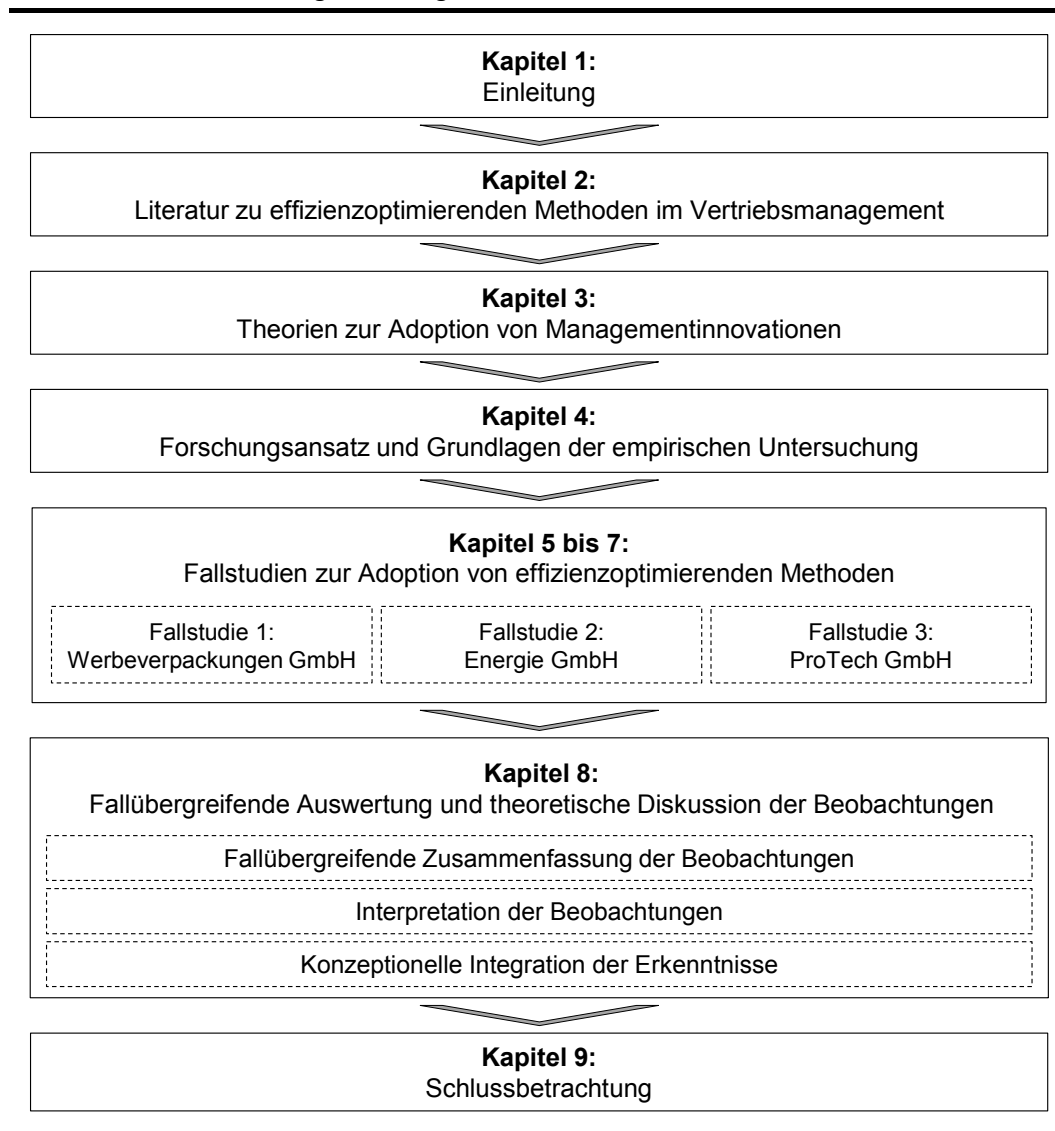 Kapitel 1:
Einleitung
Kapitel 2:
Literatur zu effizienzoptimierenden Methoden im Vertriebsmanagement
Kapitel 3:
Theorien zur Adoption von Managementinnovationen
Kapitel 4:
Forschungsansatz und Grundlagen der empirischen Untersuchung
Kapitel 5 bis 7:
Fallstudien zur Adoption von effizienzoptimierenden Methoden
Fallstudie 1:
Werbeverpackungen GmbH
Fallstudie 2:
Energie GmbH
Fallstudie 3:
ProTech GmbH
Kapitel 8:
Fallübergreifende Auswertung und theoretische Diskussion der Beobachtungen
Fallübergreifende Zusammenfassung der Beobachtungen
Interpretation der Beobachtungen
Konzeptionelle Integration der Erkenntnisse
Kapitel 9:
Schlussbetrachtung